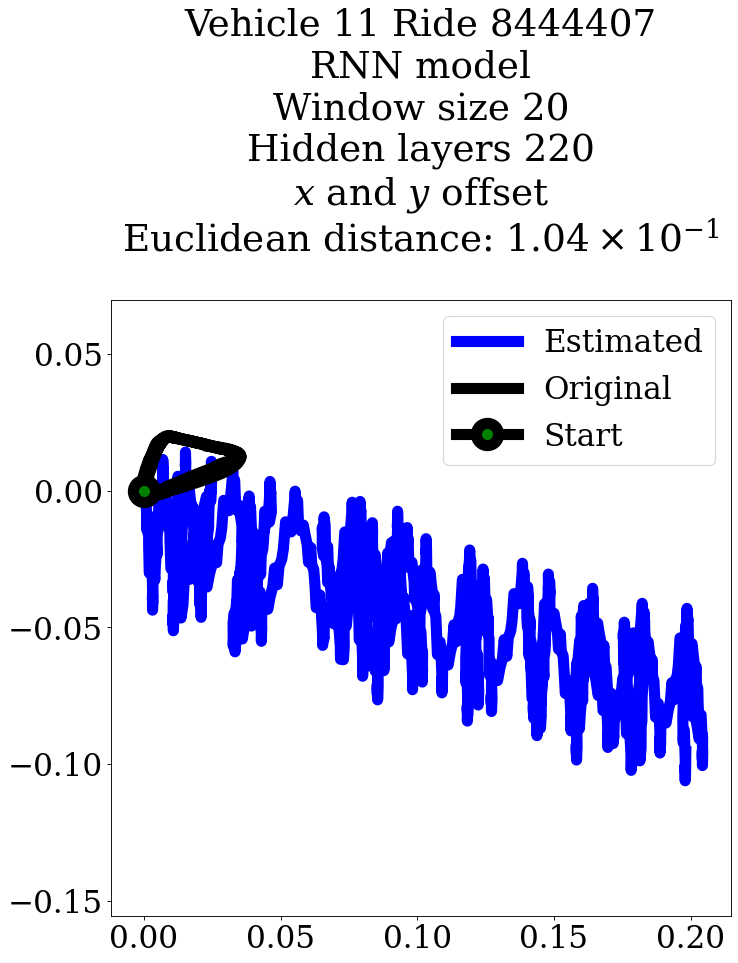 Vehicle 11 Ride 8444407
RNN model
Window size 20
Hidden layers 220
x and y offset
Euclidean distance: 1.04 × 10⁻¹
Estimated
Original
Start
0.05
0.00
−0.05
−0.10
−0.15
0.00 0.05 0.10 0.15 0.20